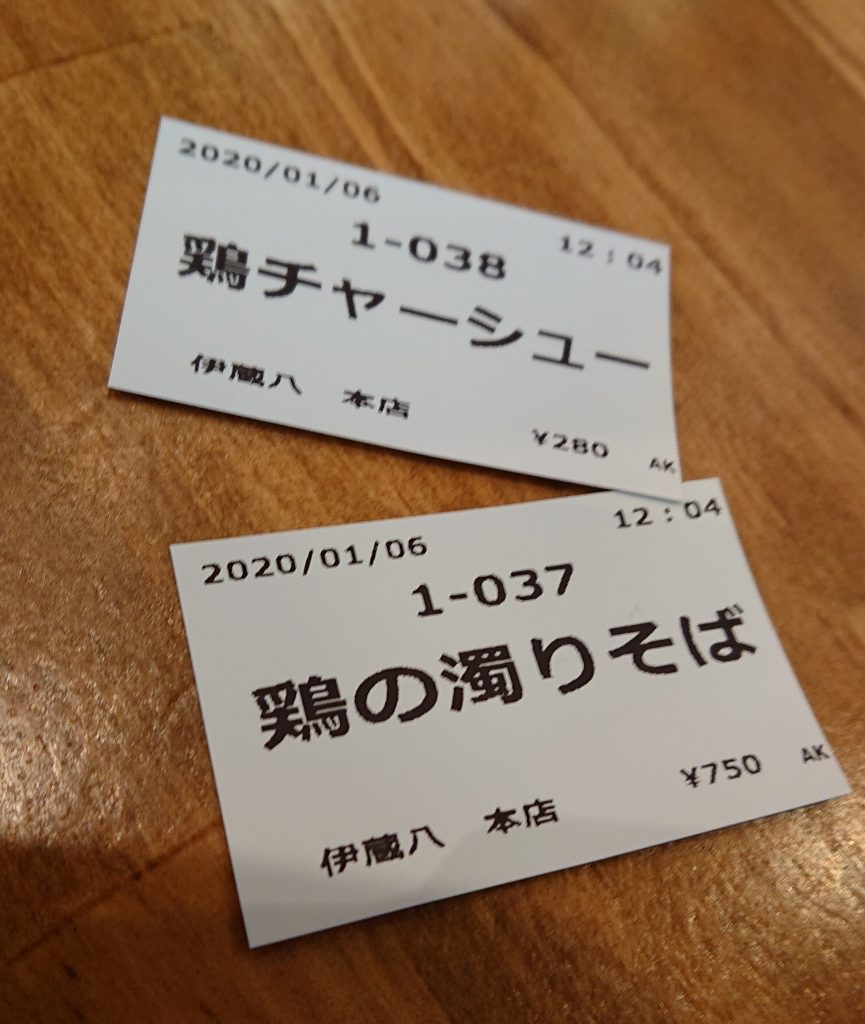 2020/01/06 12:04
1-038
鶏チャーシュー
伊蔵八 本店
¥280 AK
2020/01/06 12:04
1-037
鶏の濁りそば
¥750 AK
伊蔵八 本店